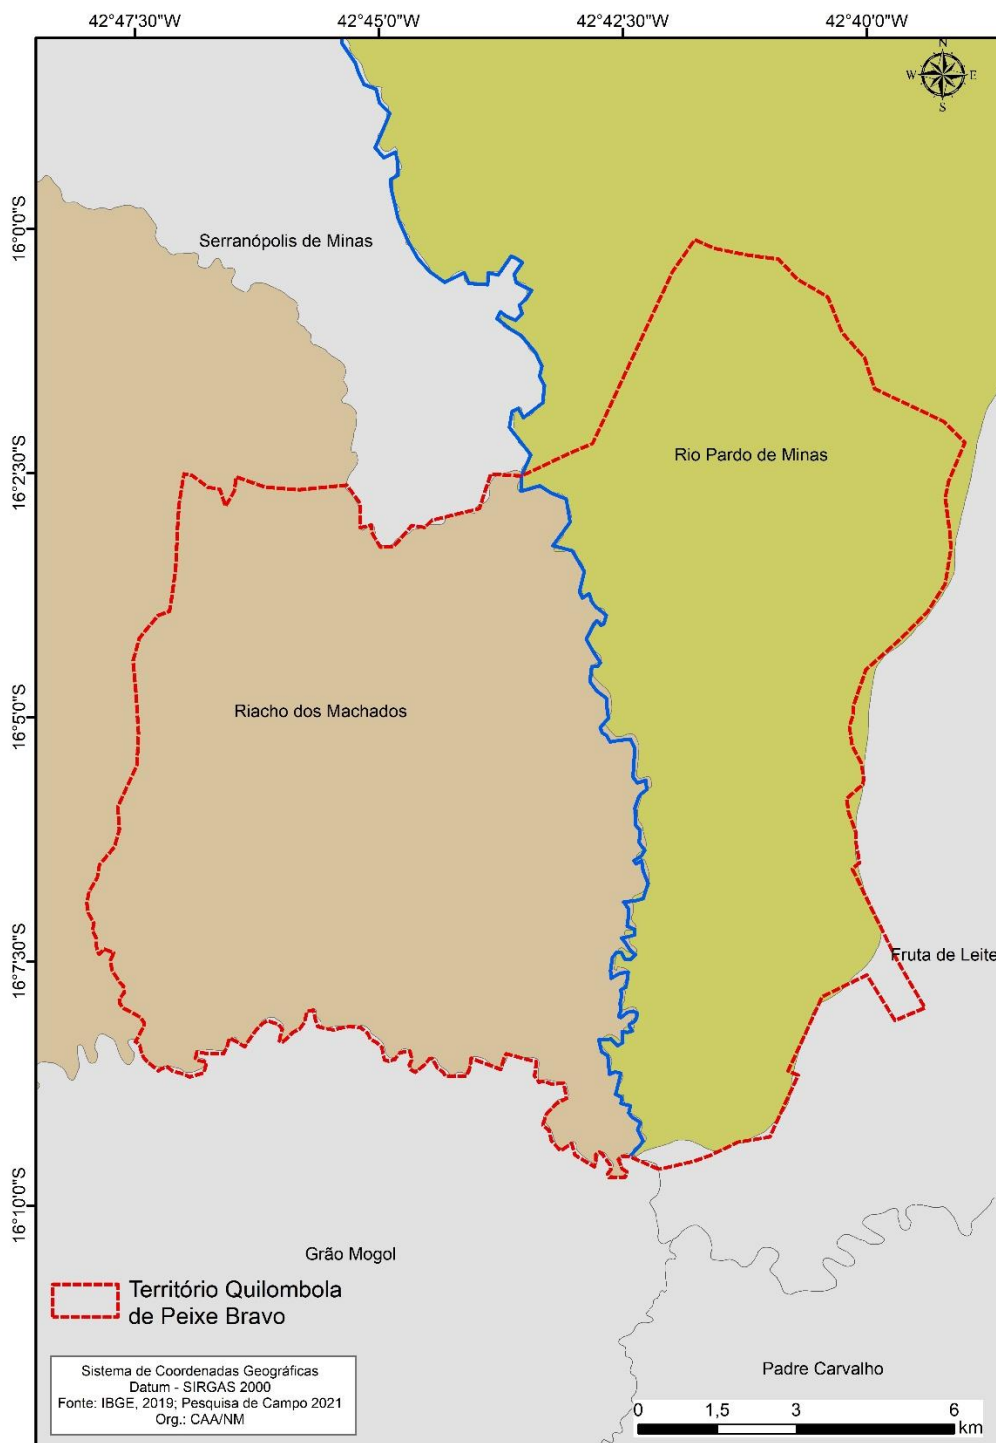 42°47'30"W
42°45'0"W
42°42'30"W
42°40'0"W
N
W
E
S
16°0'0"S
Serranópolis de Minas
Rio Pardo de Minas
16°2'30"S
Riacho dos Machados
16°5'0"S
Fruta de Leite
16°7'30"S
16°10'0"S
Grão Mogol
Território Quilombola
de Peixe Bravo
Padre Carvalho
Sistema de Coordenadas Geográficas
Datum - SIRGAS 2000
Fonte: IBGE, 2019; Pesquisa de Campo 2021
Org.: CAA/NM
0 1,5 3 6
km